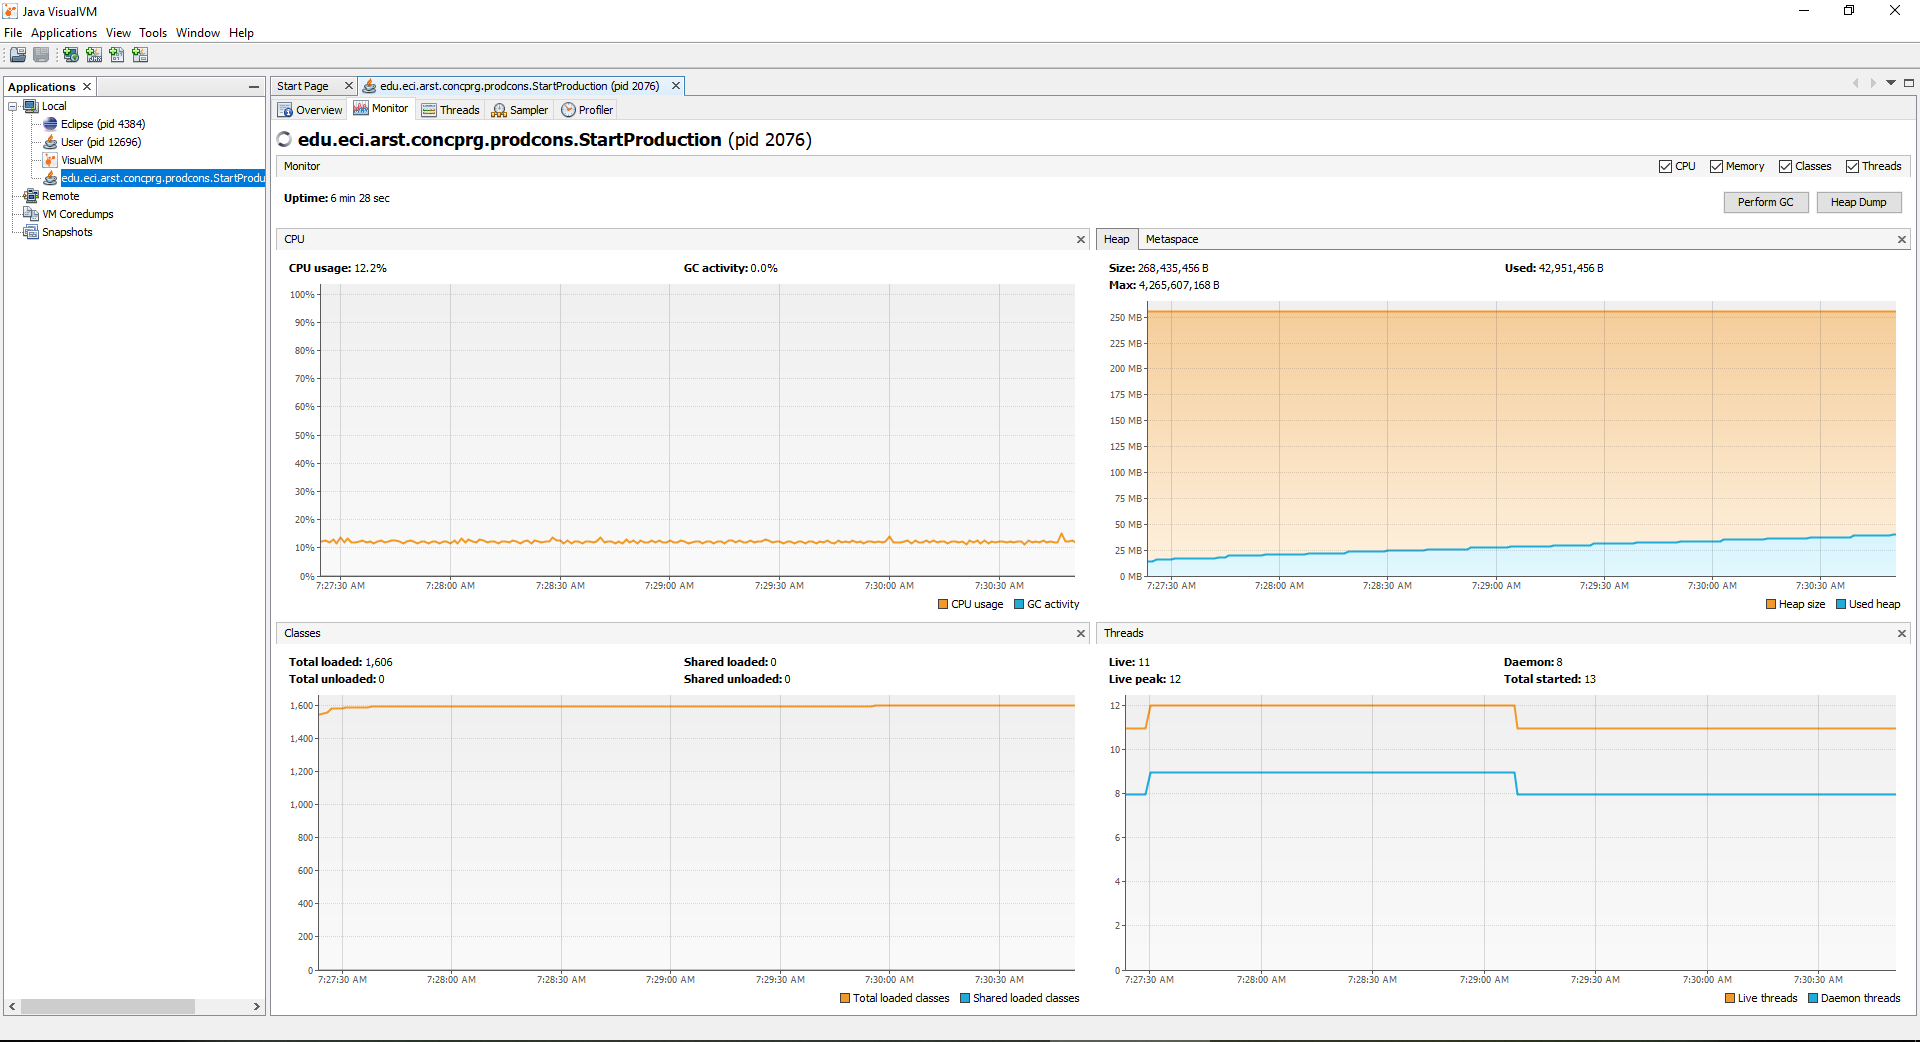 Java VisualVM
File Applications View Tools Window Help
Applications
Local
Eclipse (pid 4384)
User (pid 12696)
VisualVM
edu.eci.arst.concprg.prodcons.StartProdu
Remote
VM Coredumps
Snapshots
Start Page edu.eci.arst.concprg.prodcons.StartProduction (pid 2076)
Overview Monitor Threads Sampler Profiler
edu.eci.arst.concprg.prodcons.StartProduction (pid 2076)
Monitor CPU Memory Classes Threads
Uptime: 6 min 28 sec
Perform GC Heap Dump
CPU
CPU usage: 12.2% GC activity: 0.0%
100%
90%
80%
70%
60%
50%
40%
30%
20%
10%
0%
7:27:30 AM 7:28:00 AM 7:28:30 AM 7:29:00 AM 7:29:30 AM 7:30:00 AM 7:30:30 AM
CPU usage GC activity
Heap Metaspace
Size: 268,435,456 B Used: 42,951,456 B
Max: 4,265,607,168 B
250 MB
225 MB
200 MB
175 MB
150 MB
125 MB
100 MB
75 MB
50 MB
25 MB
0 MB
7:27:30 AM 7:28:00 AM 7:28:30 AM 7:29:00 AM 7:29:30 AM 7:30:00 AM 7:30:30 AM
Heap size Used heap
Classes
Total loaded: 1,606 Shared loaded: 0
Total unloaded: 0 Shared unloaded: 0
1,600
1,400
1,200
1,000
800
600
400
200
0
7:27:30 AM 7:28:00 AM 7:28:30 AM 7:29:00 AM 7:29:30 AM 7:30:00 AM 7:30:30 AM
Total loaded classes Shared loaded classes
Threads
Live: 11 Daemon: 8
Live peak: 12 Total started: 13
12
10
8
6
4
2
0
7:27:30 AM 7:28:00 AM 7:28:30 AM 7:29:00 AM 7:29:30 AM 7:30:00 AM 7:30:30 AM
Live threads Daemon threads